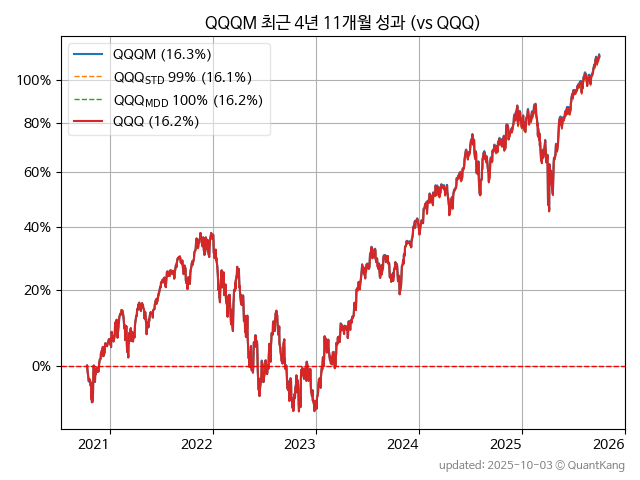 QQQM 최근 4년 11개월 성과 (vs QQQ)
QQQM (16.3%)
QQQSTD 99% (16.1%)
QQQMDD 100% (16.2%)
QQQ (16.2%)
100%
80%
60%
40%
20%
0%
2021 2022 2023 2024 2025 2026
updated: 2025-10-03 © QuantKang